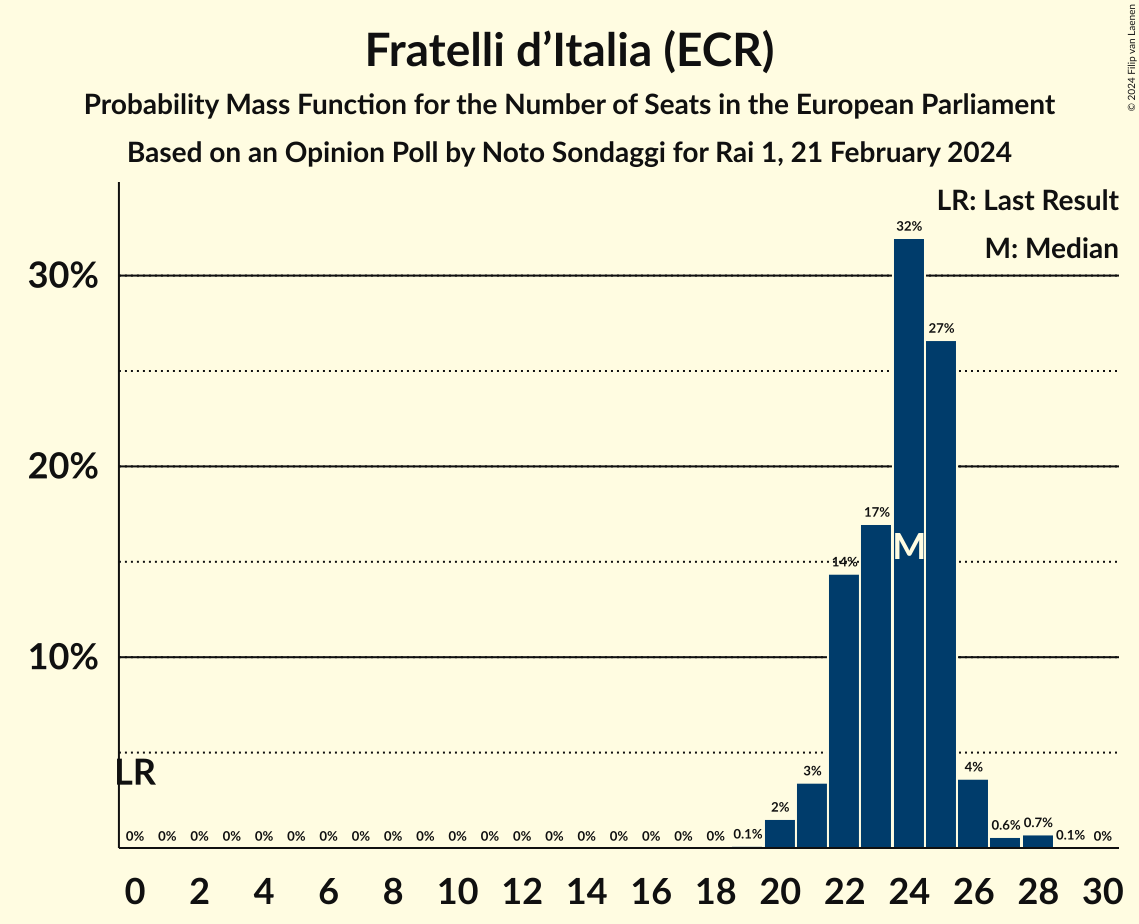 © 2024 Filip van Laenen
Fratelli d’Italia (ECR)
Probability Mass Function for the Number of Seats in the European Parliament
Based on an Opinion Poll by Noto Sondaggi for Rai 1, 21 February 2024
LR: Last Result
M: Median
30%
20%
10%
LR
M
0% 0% 0% 0% 0% 0% 0% 0% 0% 0% 0% 0% 0% 0% 0% 0% 0% 0% 0% 0.1% 2% 3% 14% 17% 32% 27% 4% 0.6% 0.7% 0.1% 0%
0 2 4 6 8 10 12 14 16 18 20 22 24 26 28 30